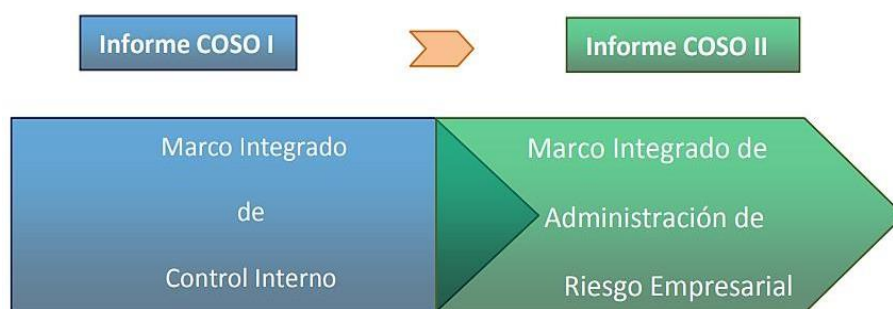 Informe COSO I
Informe COSO II
Marco Integrado
de
Control Interno
Marco Integrado de
Administración de
Riesgo Empresarial